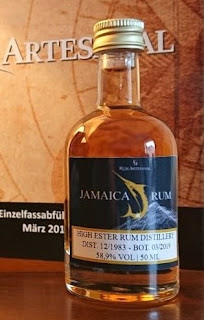 ARTESANAL
Einzelfassabfül
März 201
RUM ARTESANAL
JAMAICA RUM
HIGH ESTER RUM DISTILLERY
DIST. 12/1983 - BOT. 03/2019
58,9% VOL | 50 ML